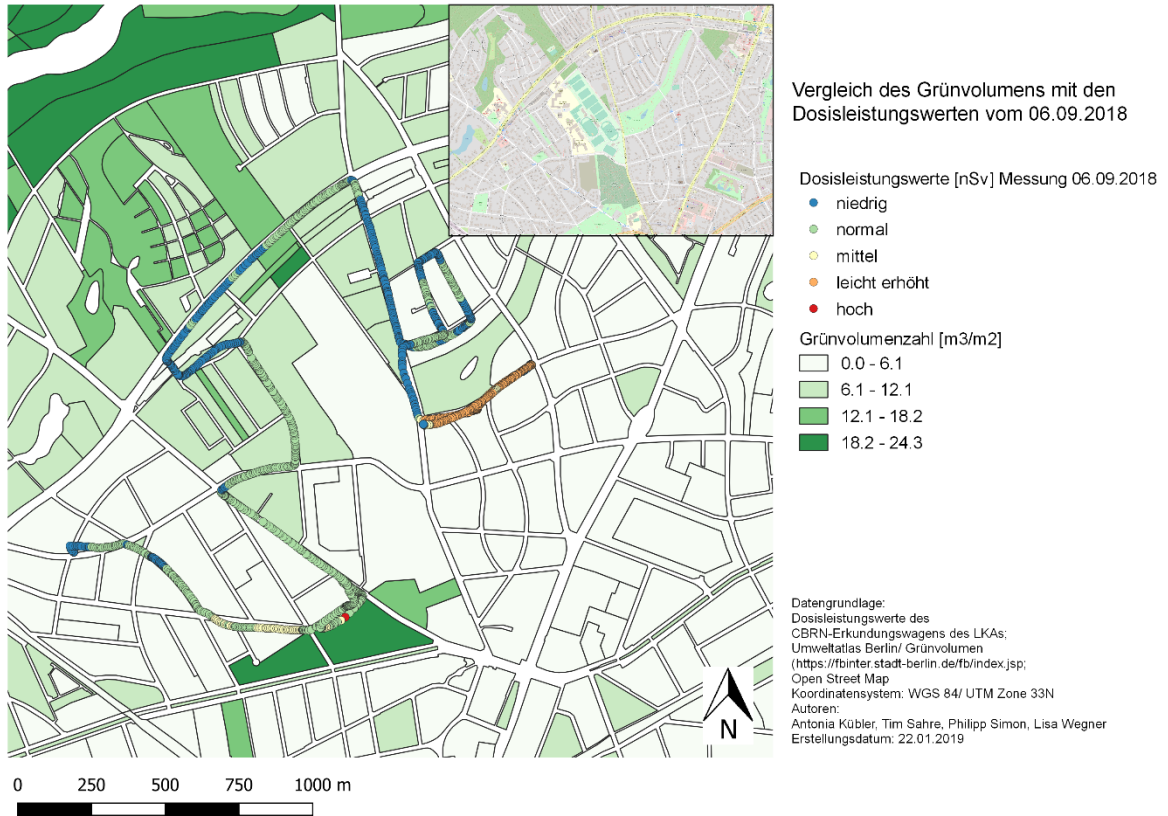 Vergleich des Grünvolumens mit den
Dosisleistungswerten vom 06.09.2018
Dosisleistungswerte [nSv] Messung 06.09.2018
niedrig
normal
mittel
leicht erhöht
hoch
Grünvolumenzahl [m3/m2]
0.0 - 6.1
6.1 - 12.1
12.1 - 18.2
18.2 - 24.3
Datengrundlage:
Dosisleistungswerte des
CBRN-Erkundungswagens des LKAs;
Umweltatlas Berlin/ Grünvolumen
(https://fbinter.stadt-berlin.de/fb/index.jsp;
Open Street Map
Koordinatensystem: WGS 84/ UTM Zone 33N
Autoren:
Antonia Kübler, Tim Sahre, Philipp Simon, Lisa Wegner
Erstellungsdatum: 22.01.2019
N
0 250 500 750 1000 m